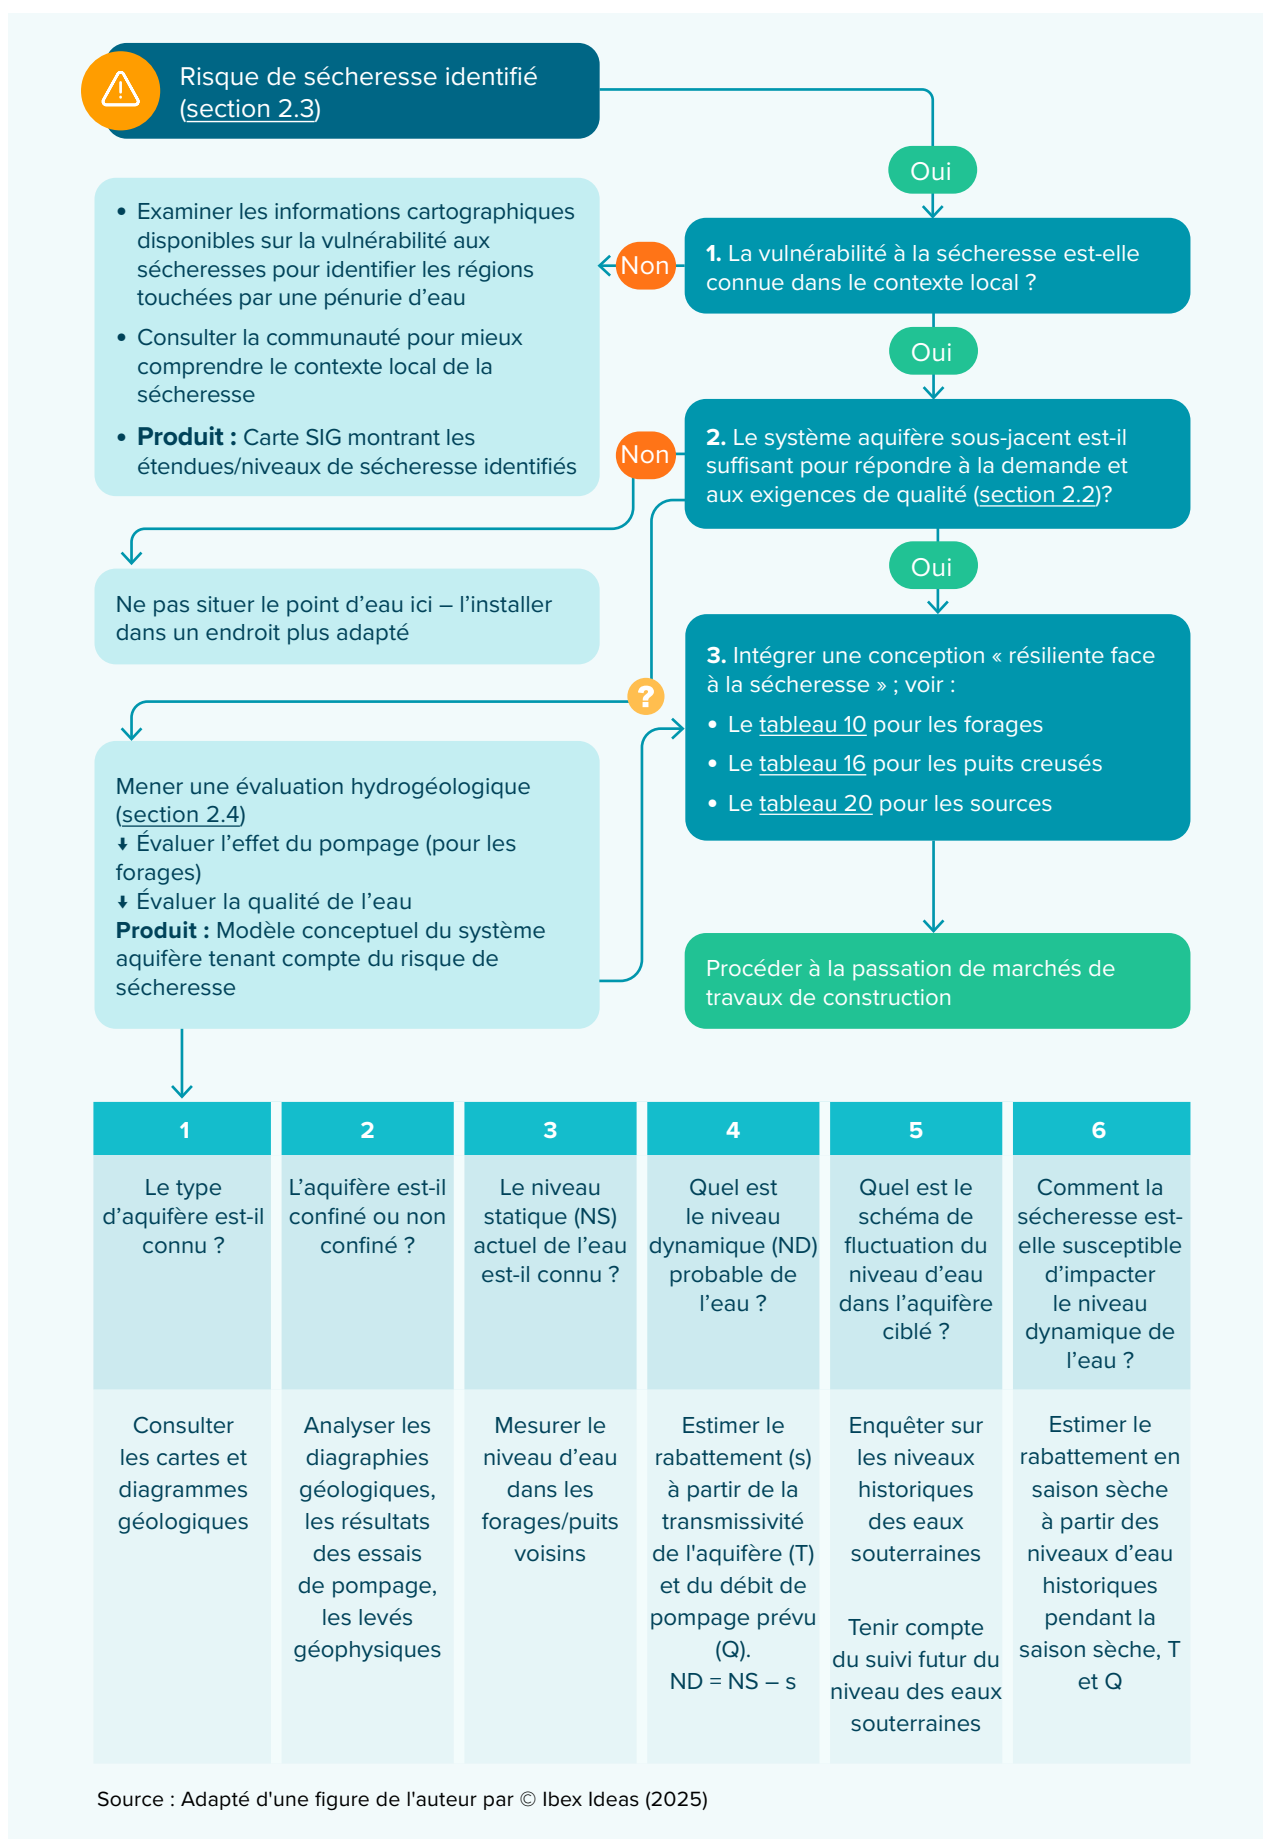 Risque de sécheresse identifié
(section 2.3)
Oui
• Examiner les informations cartographiques
disponibles sur la vulnérabilité aux
sécheresses pour identifier les régions
touchées par une pénurie d’eau
• Consulter la communauté pour mieux
comprendre le contexte local de la
sécheresse
• Produit : Carte SIG montrant les
étendues/niveaux de sécheresse identifiés
Non
1. La vulnérabilité à la sécheresse est-elle
connue dans le contexte local ?
Oui
Non
2. Le système aquifère sous-jacent est-il
suffisant pour répondre à la demande et
aux exigences de qualité (section 2.2)?
Oui
Ne pas situer le point d’eau ici – l’installer
dans un endroit plus adapté
?
3. Intégrer une conception « résiliente face
à la sécheresse » ; voir :
• Le tableau 10 pour les forages
• Le tableau 16 pour les puits creusés
• Le tableau 20 pour les sources
Mener une évaluation hydrogéologique
(section 2.4)
Évaluer l’effet du pompage (pour les
forages)
Évaluer la qualité de l’eau
Produit : Modèle conceptuel du système
aquifère tenant compte du risque de
sécheresse
Procéder à la passation de marchés de
travaux de construction
1
Le type
d’aquifère est-il
connu ?
Consulter
les cartes et
diagrammes
géologiques
2
L’aquifère est-il
confiné ou non
confiné ?
Analyser les
diagraphies
géologiques,
les résultats
des essais
de pompage,
les levés
géophysiques
3
Le niveau
statique (NS)
actuel de l’eau
est-il connu ?
Mesurer le
niveau d’eau
dans les
forages/puits
voisins
4
Quel est
le niveau
dynamique (ND)
probable de
l’eau ?
Estimer le
rabattement (s)
à partir de la
transmissivité
de l'aquifère (T)
et du débit de
pompage prévu
(Q).
ND = NS – s
5
Quel est le
schéma de
fluctuation du
niveau d’eau
dans l’aquifère
ciblé ?
Enquêter sur
les niveaux
historiques
des eaux
souterraines
Tenir compte
du suivi futur du
niveau des eaux
souterraines
6
Comment la
sécheresse est-
elle susceptible
d’impacter
le niveau
dynamique de
l’eau ?
Estimer le
rabattement en
saison sèche
à partir des
niveaux d’eau
historiques
pendant la
saison sèche, T
et Q
Source : Adapté d'une figure de l'auteur par © Ibex Ideas (2025)